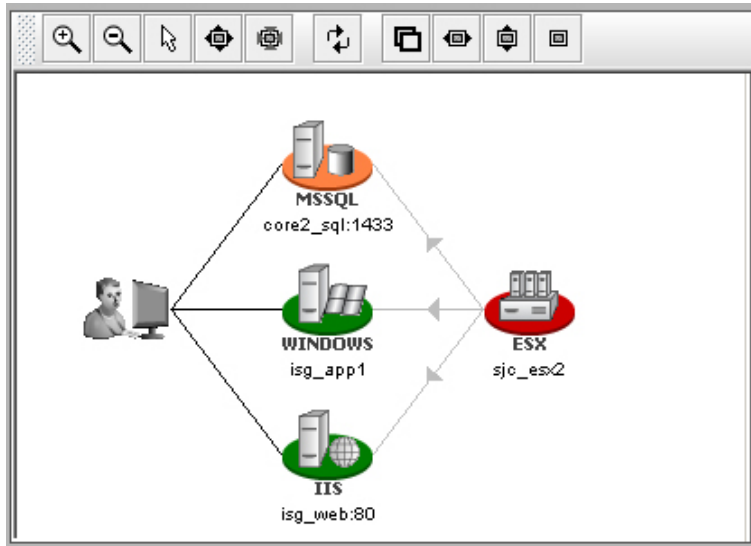 MSSQL
core2_sql:1433
WINDOWS
isg_app1
ESX
sjc_esx2
IIS
isg_web:80